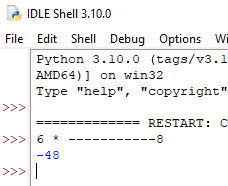 IDLE Shell 3.10.0
File Edit Shell Debug Options
Python 3.10.0 (tags/v3.1
AMD64)] on win32
Type "help", "copyright"
>>>
============= RESTART: C
>>> 6 * -----------8
-48
>>>